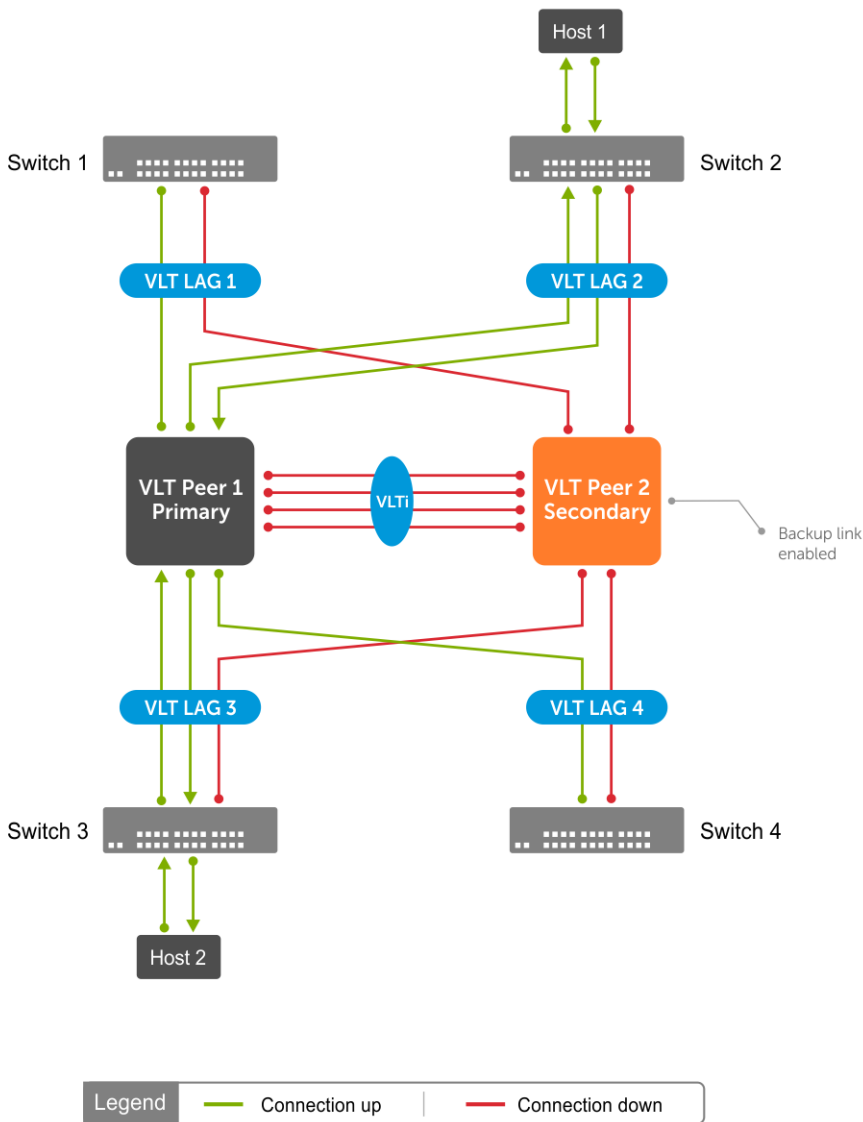 Host 1
Switch 1
Switch 2
VLT LAG 1
VLT LAG 2
VLT Peer 1
Primary
VLTi
VLT Peer 2
Secondary
Backup link
enabled
VLT LAG 3
VLT LAG 4
Switch 3
Switch 4
Host 2
Legend
Connection up
Connection down